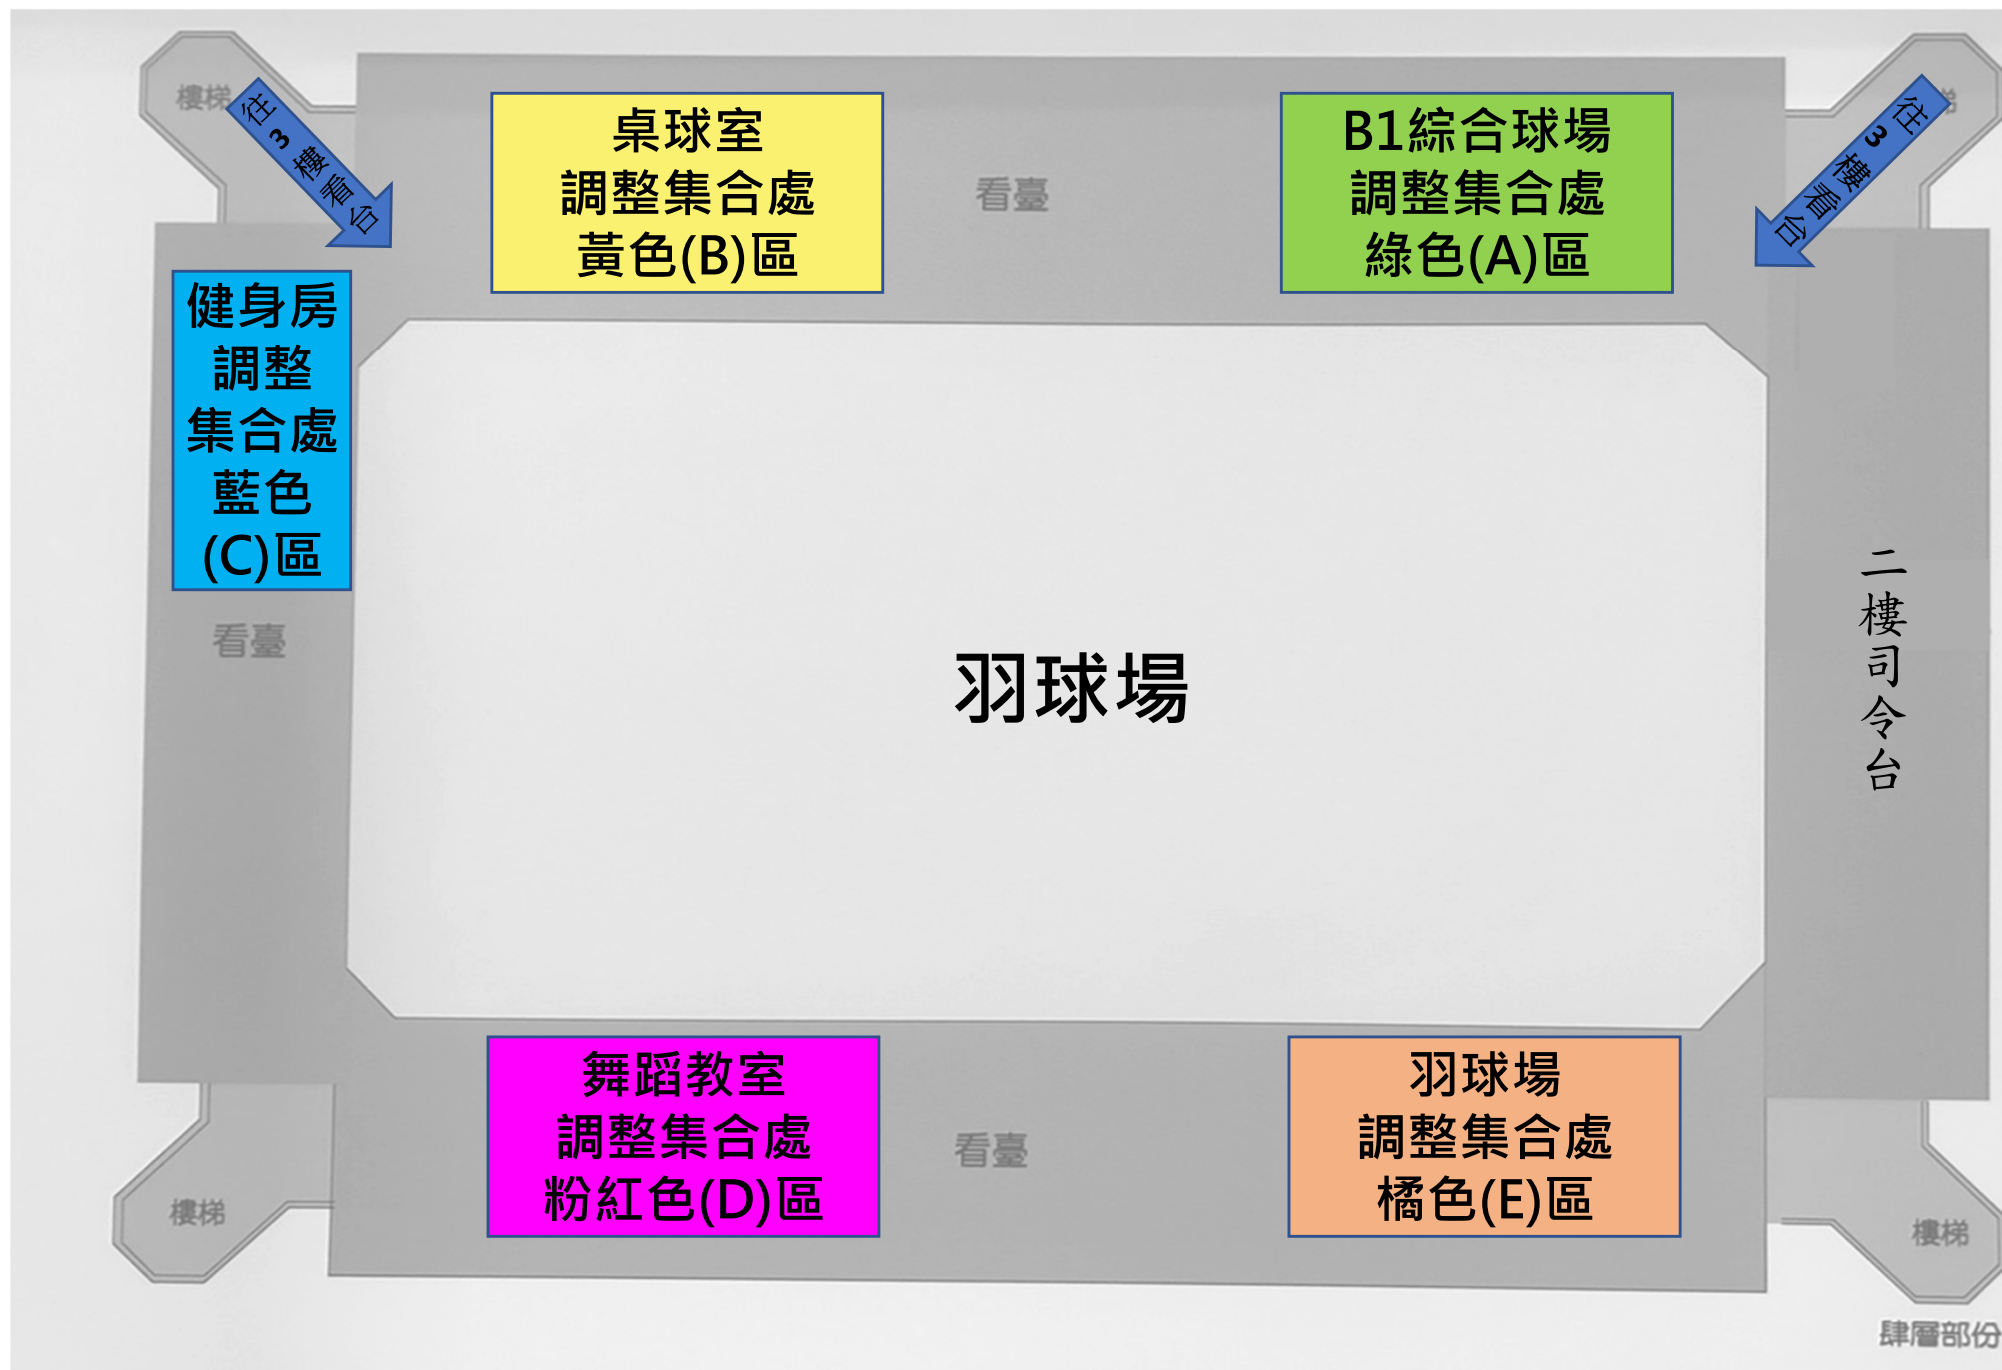 樓梯
往3樓看台
桌球室
調整集合處
黃色(B)區
看臺
B1綜合球場
調整集合處
綠色(A)區
往3樓看台
梯
健身房
調整
集合處
藍色
(C)區
看臺
羽球場
二樓司令台
舞蹈教室
調整集合處
粉紅色(D)區
看臺
羽球場
調整集合處
橘色(E)區
樓梯
樓梯
肆層部份